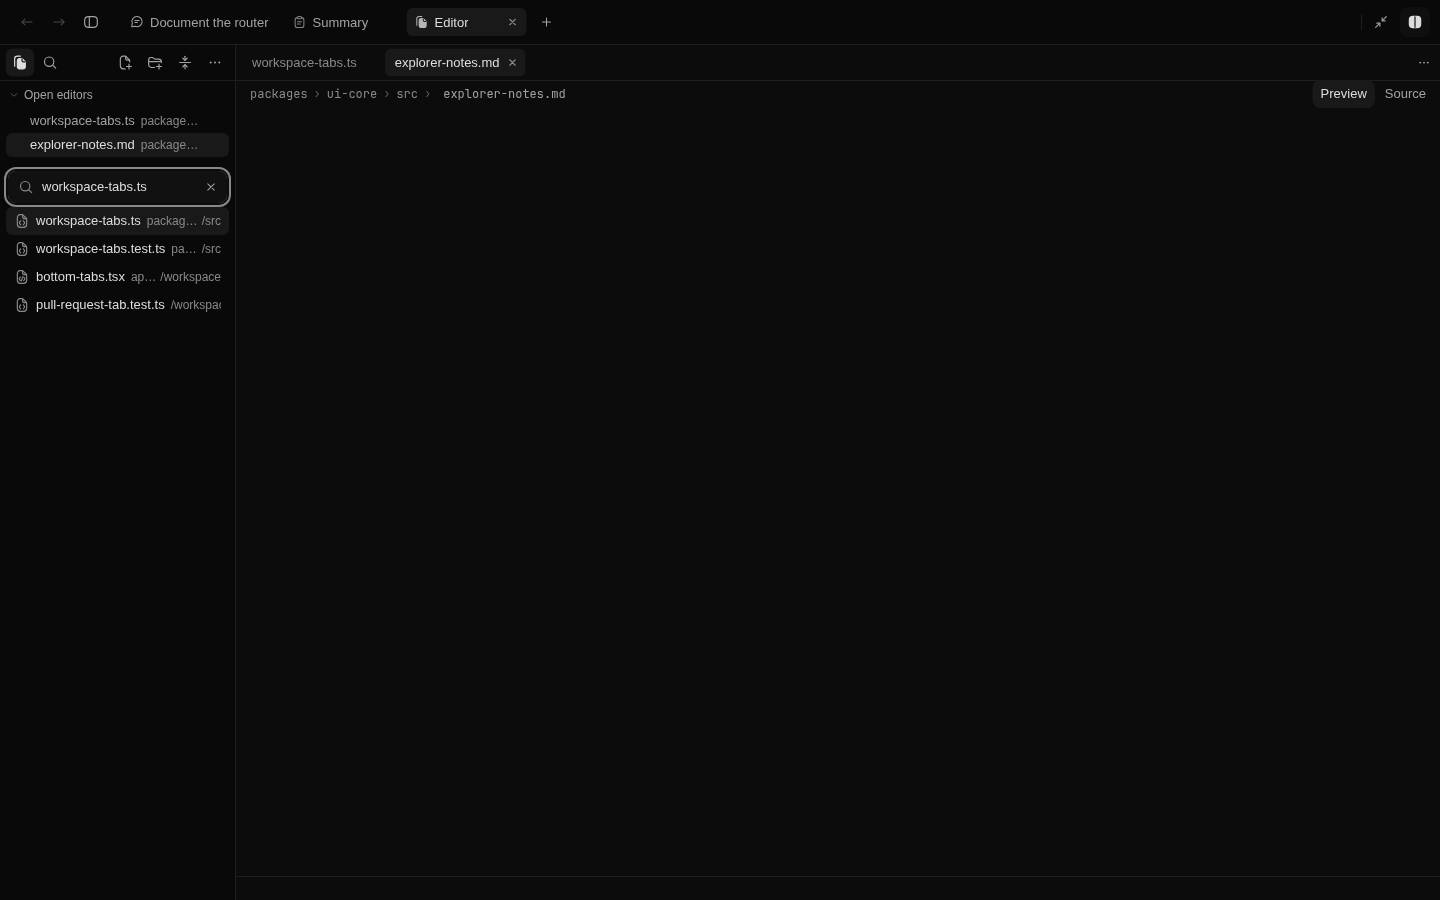 Document the router
Summary
Editor
Open editors
workspace-tabs.ts package…
explorer-notes.md package…
workspace-tabs.ts
workspace-tabs.ts packag… /src
workspace-tabs.test.ts pa… /src
bottom-tabs.tsx ap… /workspace
pull-request-tab.test.ts
workspace-tabs.ts
explorer-notes.md
packages › ui-core › src › explorer-notes.md
Preview
Source